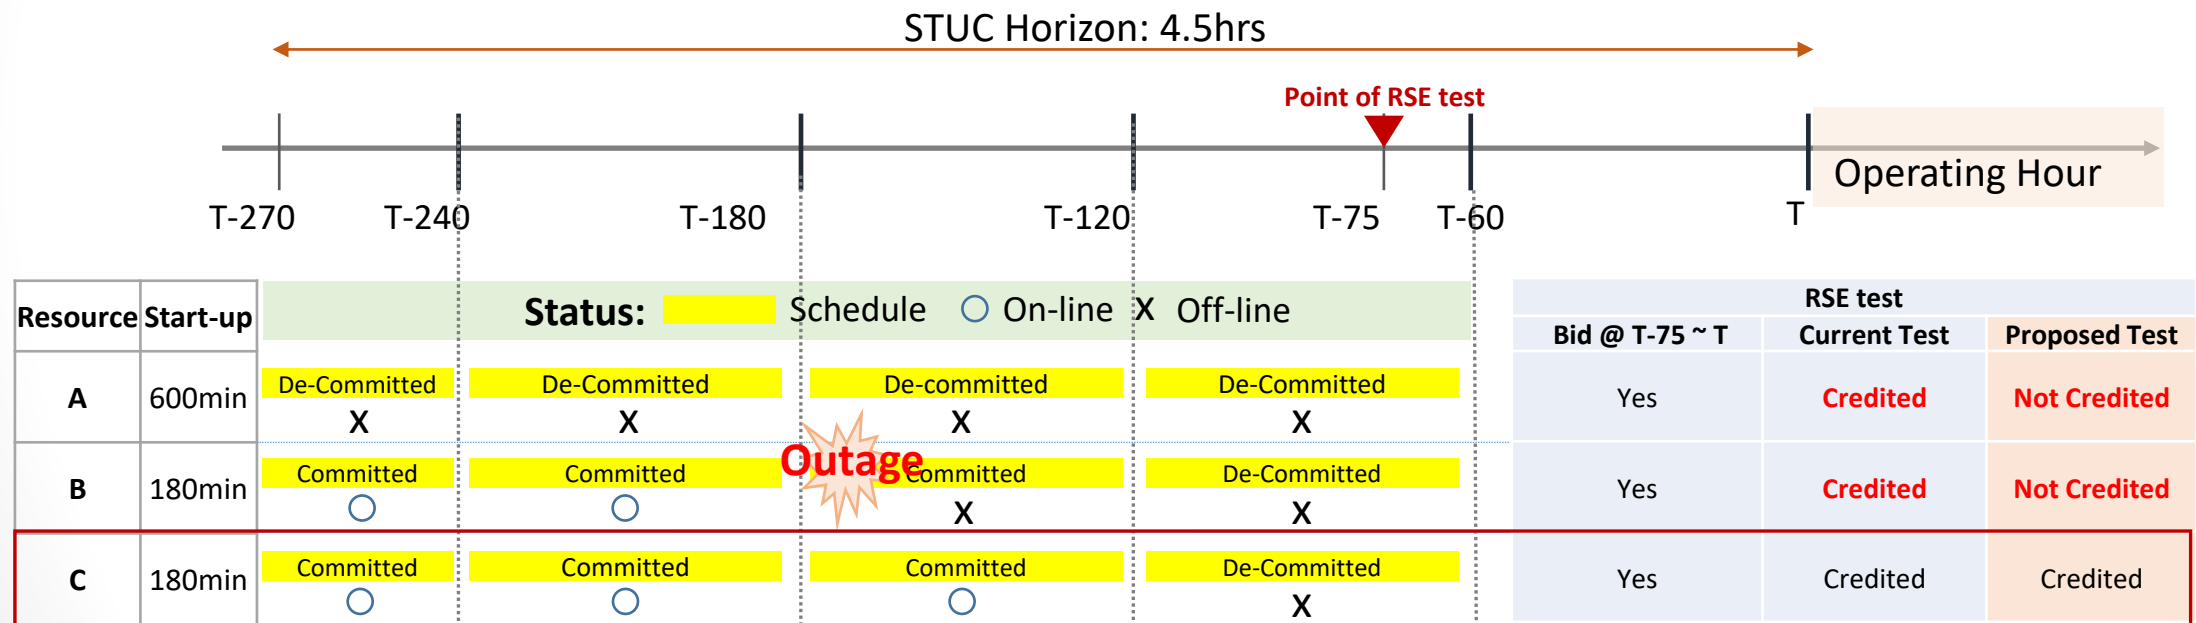 STUC Horizon: 4.5hrs
Point of RSE test
Operating Hour
T-270 T-240 T-180 T-120 T-75 T-60 T
Resource Start-up Status: Schedule On-line X Off-line RSE test
Bid @ T-75 ~ T Current Test Proposed Test
A 600min De-Committed De-Committed De-committed De-Committed Yes Credited Not Credited
X X X X
Outage
B 180min Committed Committed Committed De-Committed Yes Credited Not Credited
X X
C 180min Committed Committed Committed De-Committed Yes Credited Credited
X